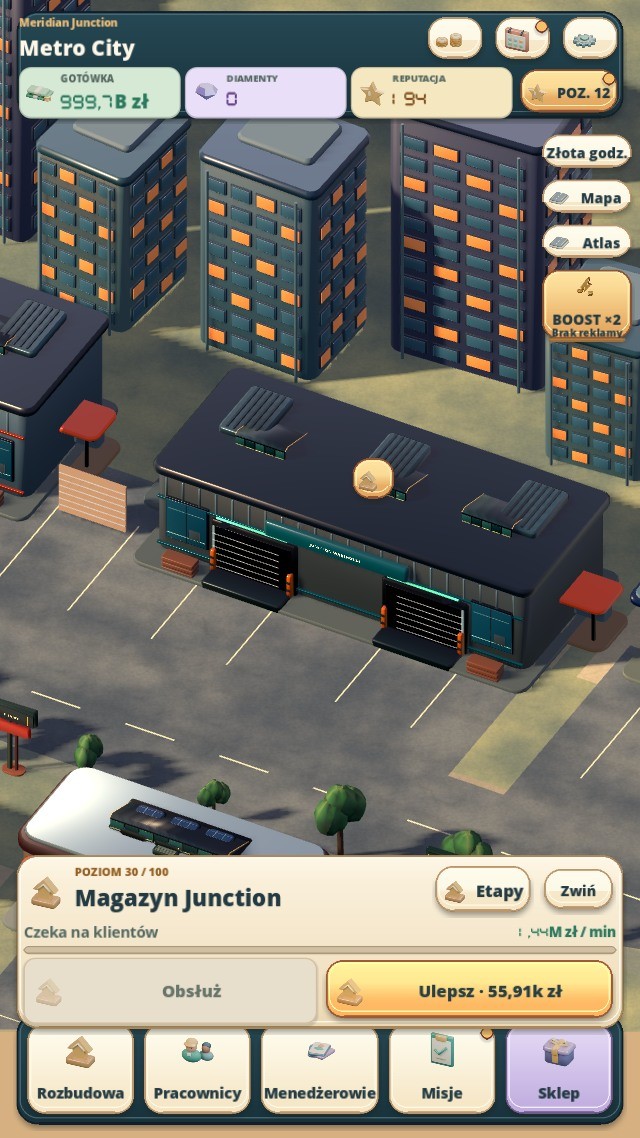 Meridian Junction
Metro City
GOTÓWKA
999,7B zł
DIAMENTY
0
REPUTACJA
194
POZ. 12
Złota godz.
Mapa
Atlas
BOOST ×2
Brak reklamy
POZIOM 30 / 100
Magazyn Junction
Etapy
Zwiń
Czeka na klientów
1,44M zł / min
Obsłuż
Ulepsz · 55,91k zł
Rozbudowa
Pracownicy
Menedżerowie
Misje
Sklep